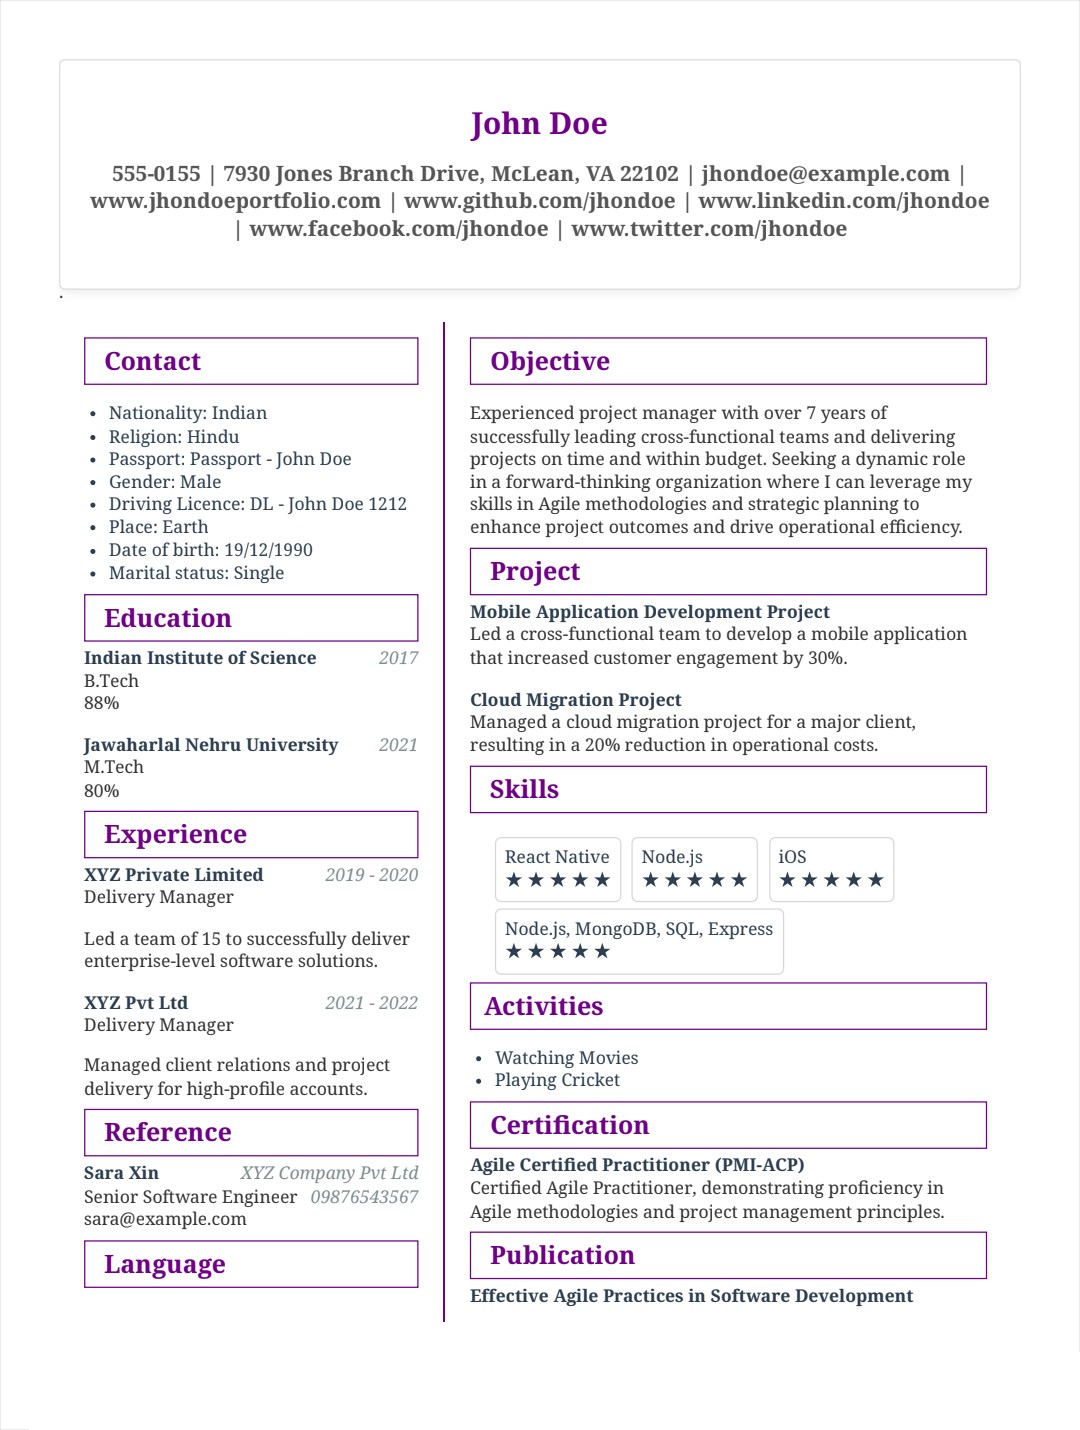 John Doe
555-0155 | 7930 Jones Branch Drive, McLean, VA 22102 | jhondoe@example.com |
www.jhondoeportfolio.com | www.github.com/jhondoe | www.linkedin.com/jhondoe
| www.facebook.com/jhondoe | www.twitter.com/jhondoe
.
Contact
• Nationality: Indian
• Religion: Hindu
• Passport: Passport - John Doe
• Gender: Male
• Driving Licence: DL - John Doe 1212
• Place: Earth
• Date of birth: 19/12/1990
• Marital status: Single
Education
Indian Institute of Science 2017
B.Tech
88%
Jawaharlal Nehru University 2021
M.Tech
80%
Experience
XYZ Private Limited 2019 - 2020
Delivery Manager
Led a team of 15 to successfully deliver
enterprise-level software solutions.
XYZ Pvt Ltd 2021 - 2022
Delivery Manager
Managed client relations and project
delivery for high-profile accounts.
Reference
Sara Xin XYZ Company Pvt Ltd
Senior Software Engineer 09876543567
sara@example.com
Language
Objective
Experienced project manager with over 7 years of
successfully leading cross-functional teams and delivering
projects on time and within budget. Seeking a dynamic role
in a forward-thinking organization where I can leverage my
skills in Agile methodologies and strategic planning to
enhance project outcomes and drive operational efficiency.
Project
Mobile Application Development Project
Led a cross-functional team to develop a mobile application
that increased customer engagement by 30%.
Cloud Migration Project
Managed a cloud migration project for a major client,
resulting in a 20% reduction in operational costs.
Skills
React Native
★★★★★
Node.js
★★★★★
iOS
★★★★★
Node.js, MongoDB, SQL, Express
★★★★★
Activities
• Watching Movies
• Playing Cricket
Certification
Agile Certified Practitioner (PMI-ACP)
Certified Agile Practitioner, demonstrating proficiency in
Agile methodologies and project management principles.
Publication
Effective Agile Practices in Software Development